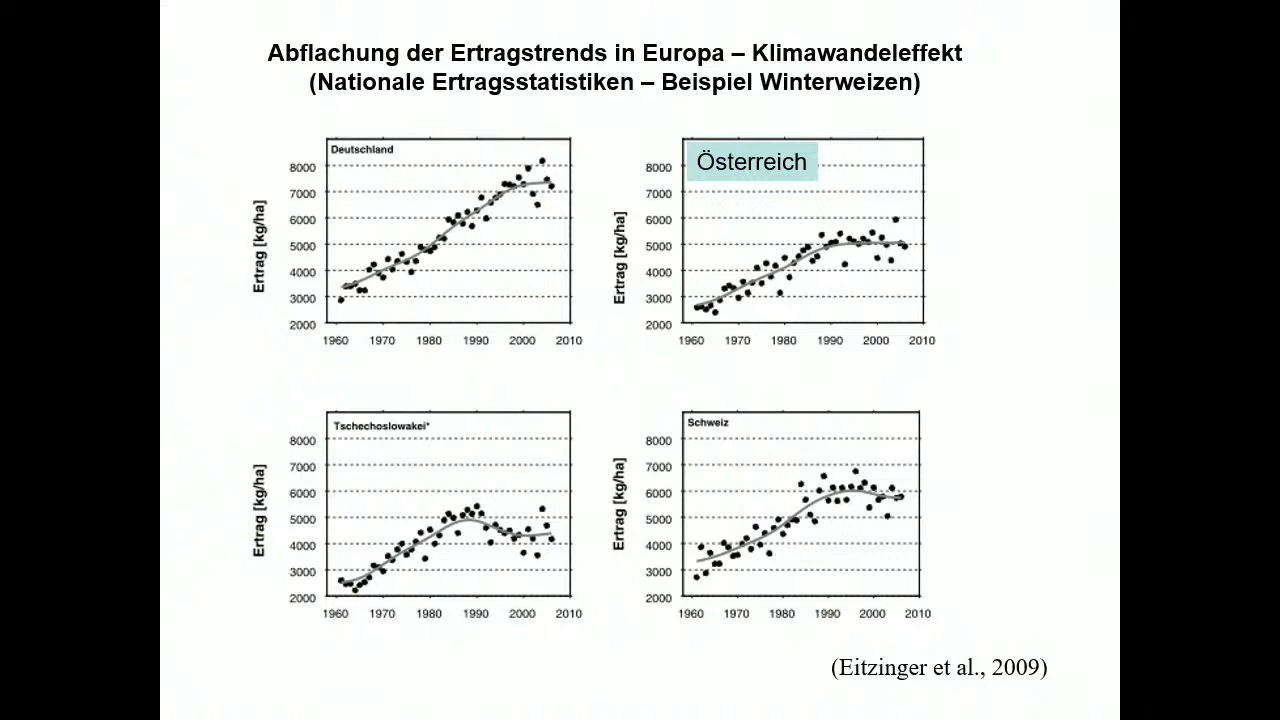 Abflachung der Ertragstrends in Europa – Klimawandeleffekt
(Nationale Ertragsstatistiken – Beispiel Winterweizen)
Deutschland
Ertrag [kg/ha]
8000
7000
6000
5000
4000
3000
2000
1960 1970 1980 1990 2000 2010
Österreich
Ertrag [kg/ha]
8000
7000
6000
5000
4000
3000
2000
1960 1970 1980 1990 2000 2010
Tschechoslowakei*
Ertrag [kg/ha]
8000
7000
6000
5000
4000
3000
2000
1960 1970 1980 1990 2000 2010
Schweiz
Ertrag [kg/ha]
8000
7000
6000
5000
4000
3000
2000
1960 1970 1980 1990 2000 2010
(Eitzinger et al., 2009)